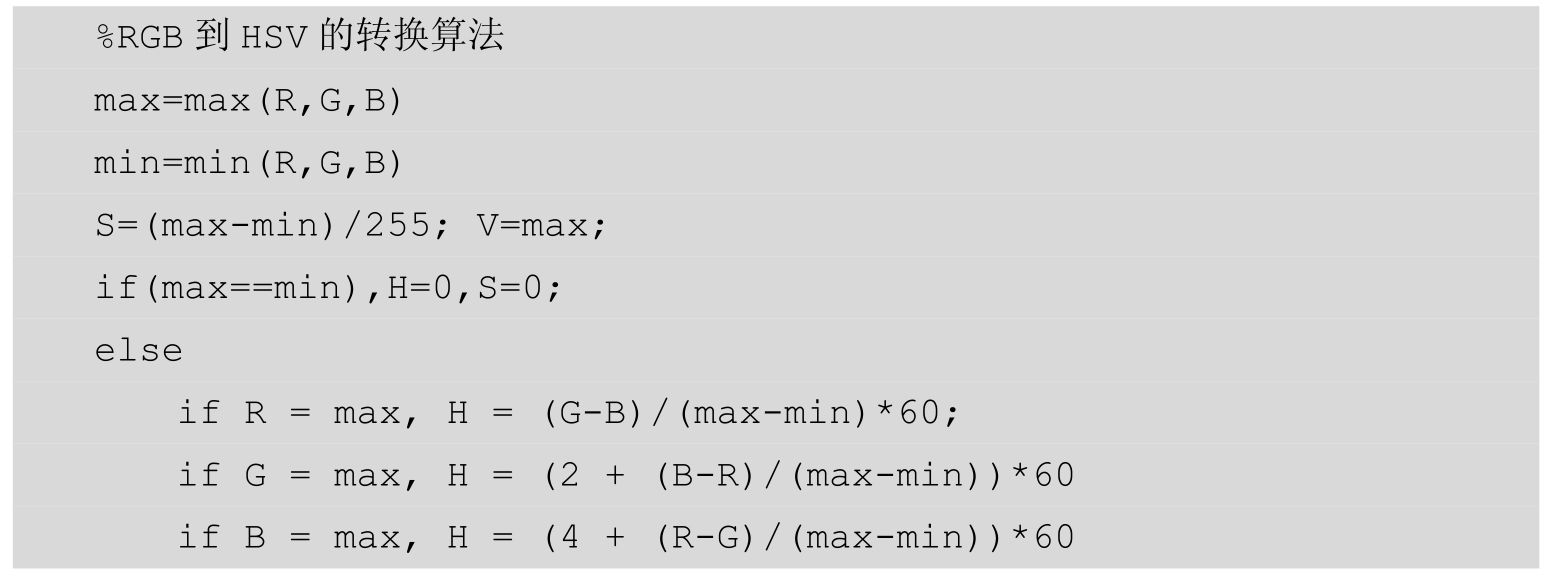 %RGB 到 HSV 的转换算法
max=max(R,G,B)
min=min(R,G,B)
S=(max-min)/255; V=max;
if(max==min),H=0,S=0;
else
    if R = max, H = (G-B)/(max-min)*60;
    if G = max, H = (2 + (B-R)/(max-min))*60
    if B = max, H = (4 + (R-G)/(max-min))*60